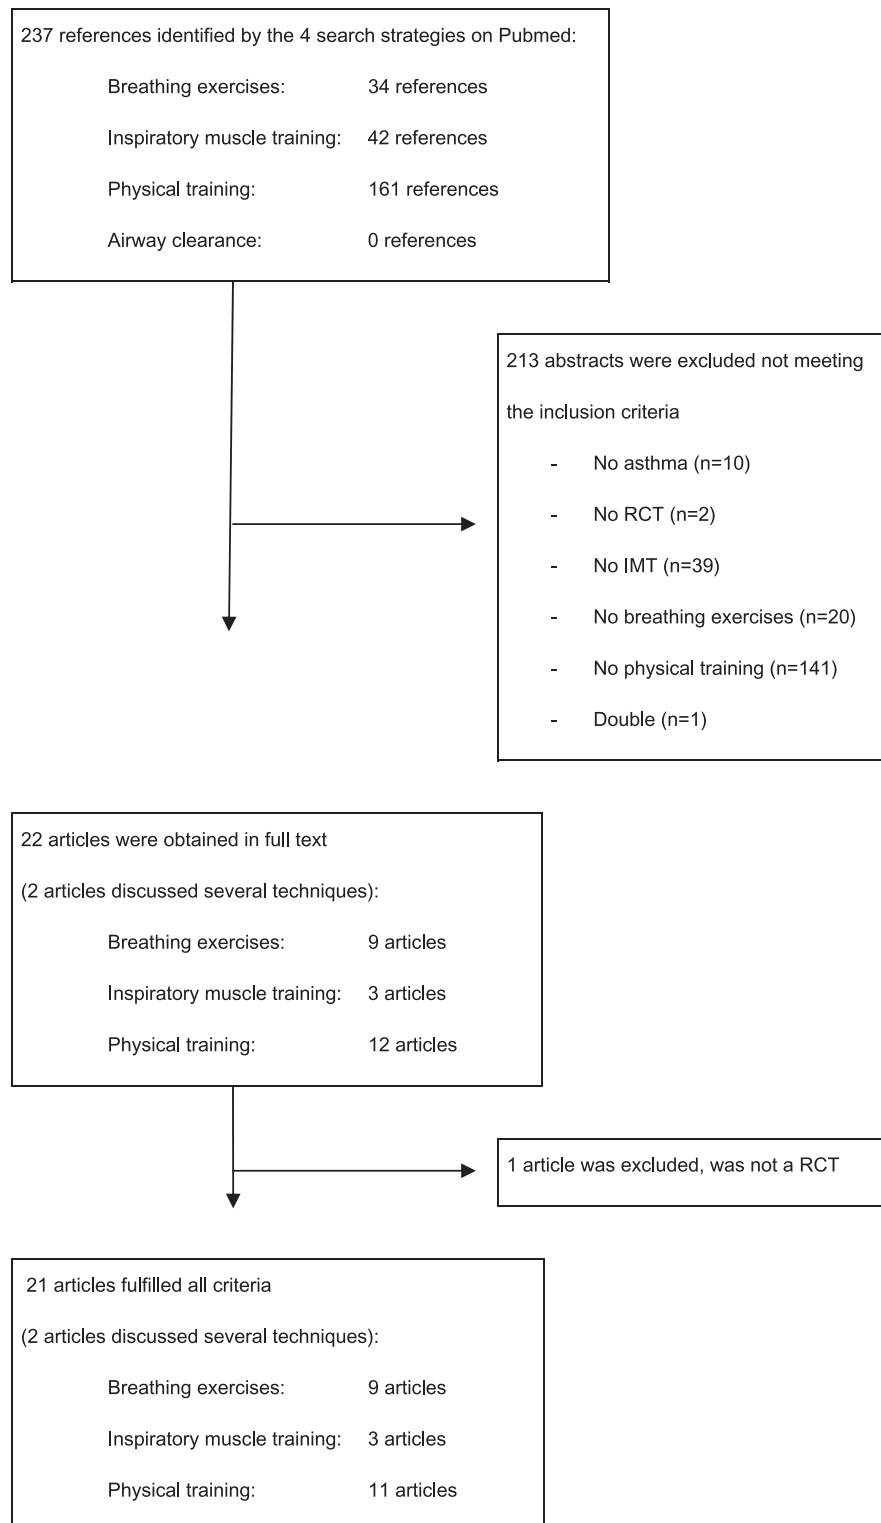 237 references identified by the 4 search strategies on Pubmed:
Breathing exercises: 34 references
Inspiratory muscle training: 42 references
Physical training: 161 references
Airway clearance: 0 references
213 abstracts were excluded not meeting
the inclusion criteria
- No asthma (n=10)
- No RCT (n=2)
- No IMT (n=39)
- No breathing exercises (n=20)
- No physical training (n=141)
- Double (n=1)
22 articles were obtained in full text
(2 articles discussed several techniques):
Breathing exercises: 9 articles
Inspiratory muscle training: 3 articles
Physical training: 12 articles
1 article was excluded, was not a RCT
21 articles fulfilled all criteria
(2 articles discussed several techniques):
Breathing exercises: 9 articles
Inspiratory muscle training: 3 articles
Physical training: 11 articles